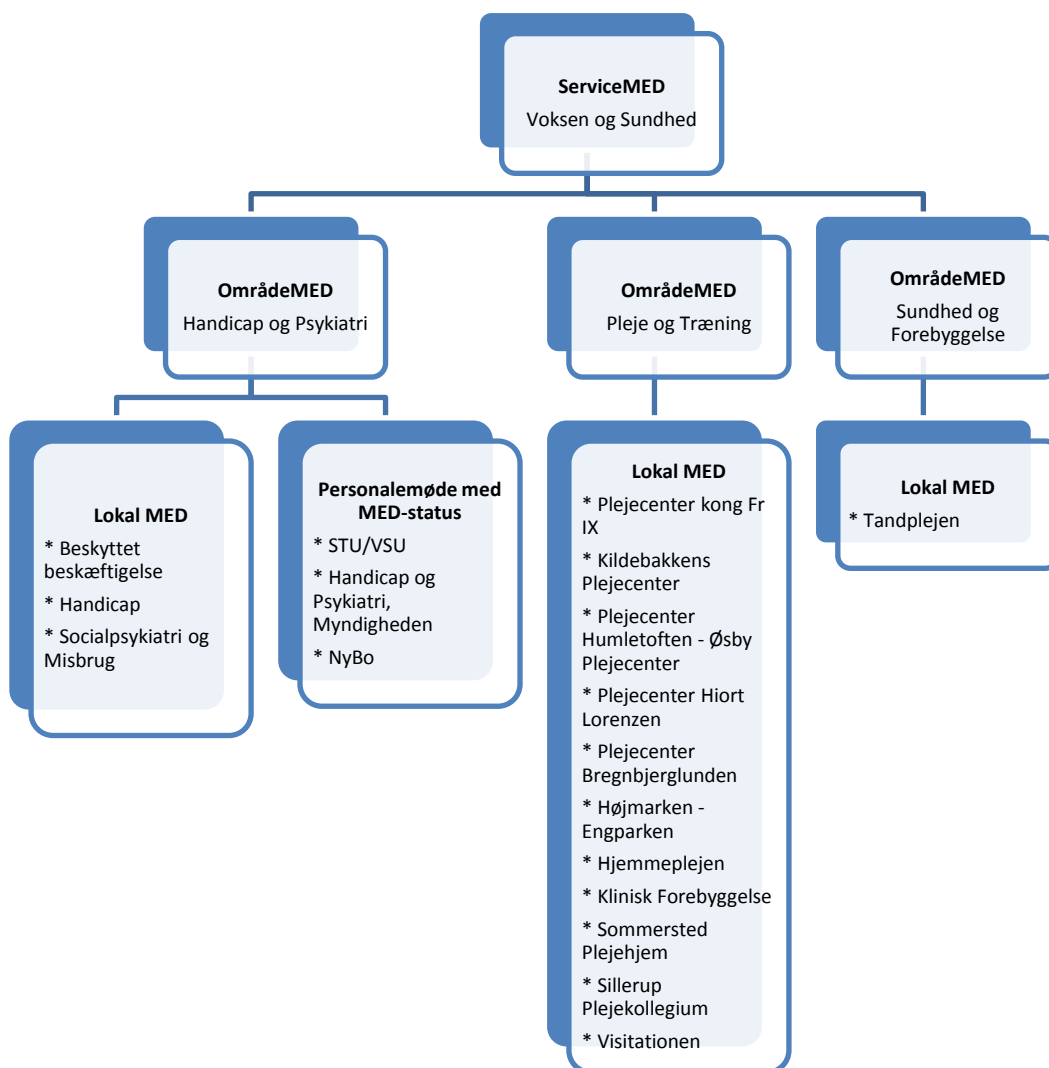 ServiceMED
Voksen og Sundhed
OmrådeMED
Handicap og Psykiatri
OmrådeMED
Pleje og Træning
OmrådeMED
Sundhed og
Forebyggelse
Lokal MED
* Beskyttet
beskæftigelse
* Handicap
* Socialpsykiatri og
Misbrug
Personalemøde med
MED-status
* STU/VSU
* Handicap og
Psykiatri,
Myndigheden
* NyBo
Lokal MED
* Plejecenter kong Fr
IX
* Kildebakkens
Plejecenter
* Plejecenter
Humletoften - Øsby
Plejecenter
* Plejecenter Hiort
Lorenzen
* Plejecenter
Bregnbjerglunden
* Højmarken -
Engparken
* Hjemmeplejen
* Klinisk Forebyggelse
* Sommersted
Plejehjem
* Sillerup
Plejekollegium
* Visitationen
Lokal MED
* Tandplejen